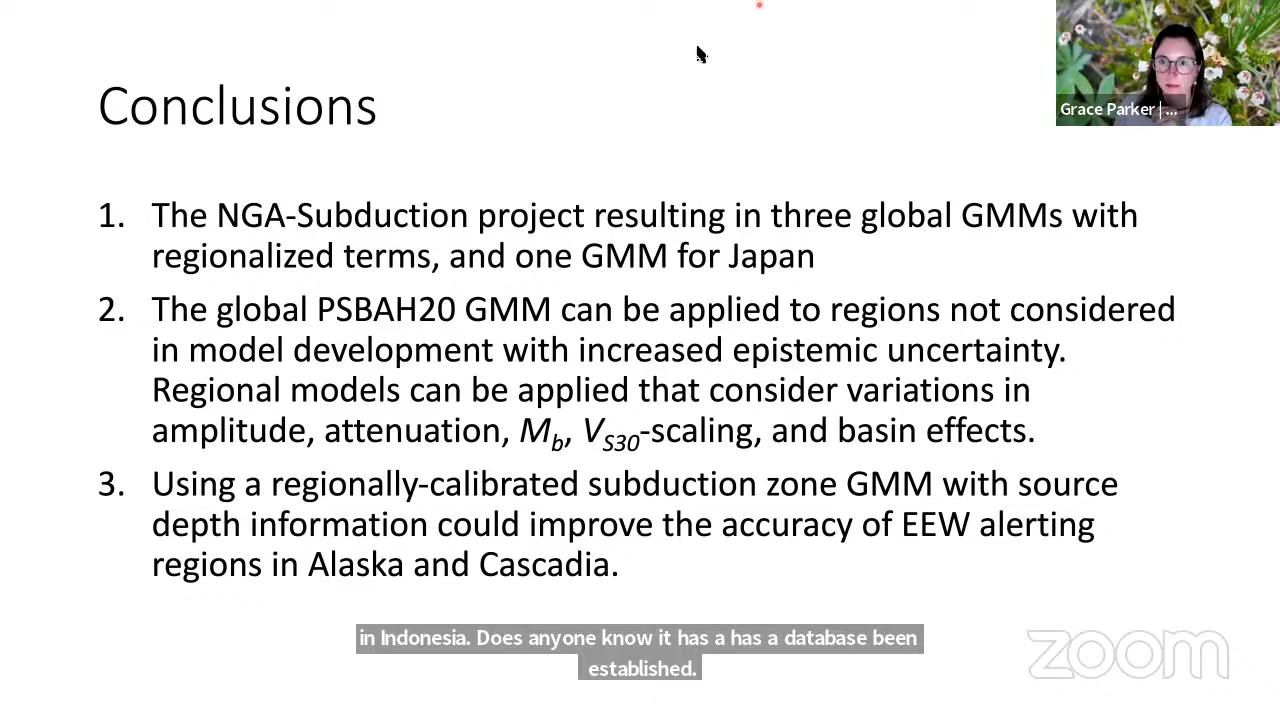 Conclusions
Grace Parker | ...
1. The NGA-Subduction project resulting in three global GMMs with
regionalized terms, and one GMM for Japan
2. The global PSBAH20 GMM can be applied to regions not considered
in model development with increased epistemic uncertainty.
Regional models can be applied that consider variations in
amplitude, attenuation, Mb, VS30-scaling, and basin effects.
3. Using a regionally-calibrated subduction zone GMM with source
depth information could improve the accuracy of EEW alerting
regions in Alaska and Cascadia.
in Indonesia. Does anyone know it has a has a database been
established.
zoom